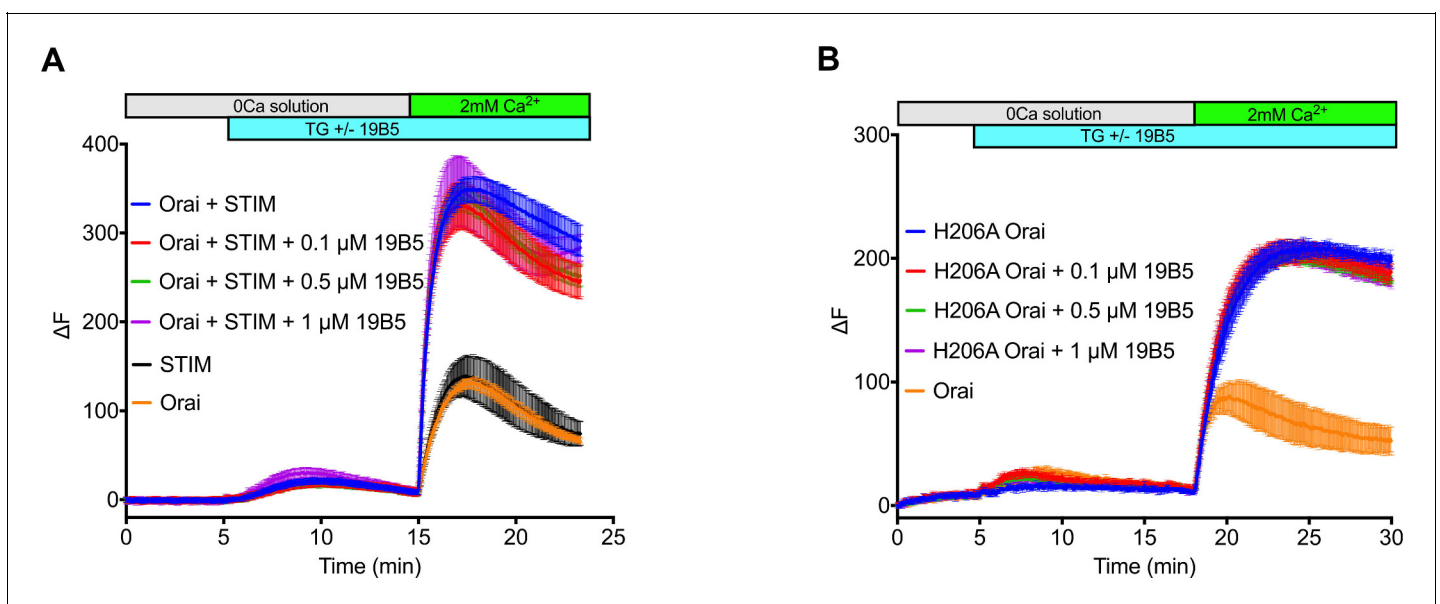 A
0Ca solution
2mM Ca²⁺
TG +/- 19B5
400
300
200
100
0
ΔF
Orai + STIM
Orai + STIM + 0.1 μM 19B5
Orai + STIM + 0.5 μM 19B5
Orai + STIM + 1 μM 19B5
STIM
Orai
0 5 10 15 20 25
Time (min)
B
0Ca solution
2mM Ca²⁺
TG +/- 19B5
300
200
100
0
ΔF
H206A Orai
H206A Orai + 0.1 μM 19B5
H206A Orai + 0.5 μM 19B5
H206A Orai + 1 μM 19B5
Orai
0 5 10 15 20 25 30
Time (min)